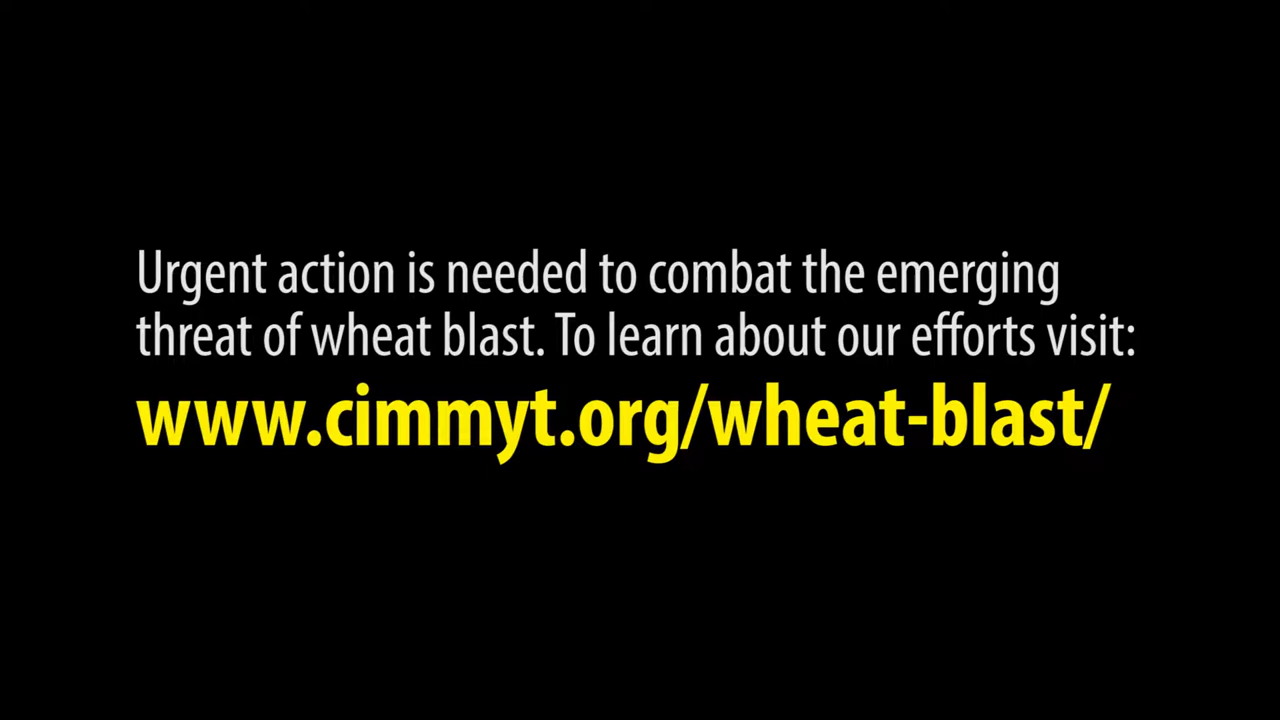 Urgent action is needed to combat the emerging
threat of wheat blast. To learn about our efforts visit:
www.cimmyt.org/wheat-blast/